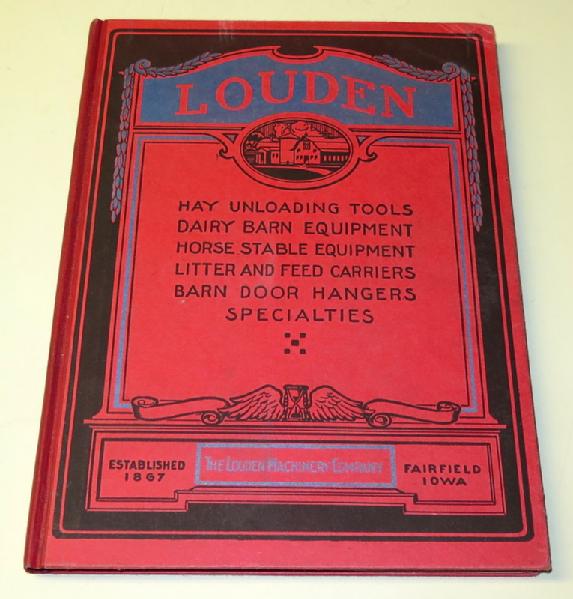 LOUDEN
HAY UNLOADING TOOLS
DAIRY BARN EQUIPMENT
HORSE STABLE EQUIPMENT
LITTER AND FEED CARRIERS
BARN DOOR HANGERS
SPECIALTIES
ESTABLISHED
1867
THE LOUDEN MACHINERY COMPANY
FAIRFIELD
IOWA